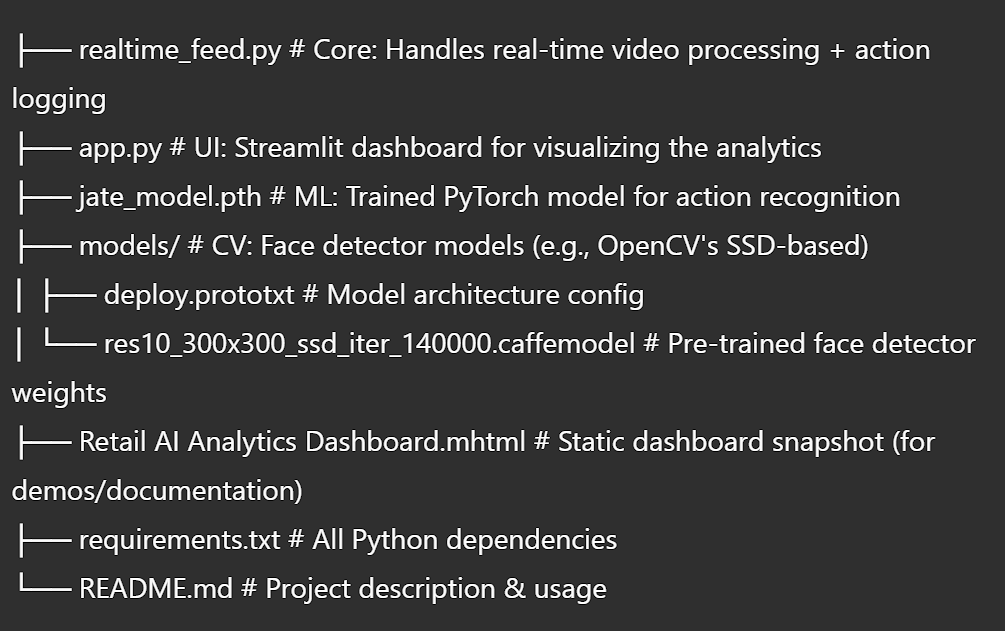 ├── realtime_feed.py # Core: Handles real-time video processing + action
logging
├── app.py # UI: Streamlit dashboard for visualizing the analytics
├── jate_model.pth # ML: Trained PyTorch model for action recognition
├── models/ # CV: Face detector models (e.g., OpenCV's SSD-based)
│ ├── deploy.prototxt # Model architecture config
│ └── res10_300x300_ssd_iter_140000.caffemodel # Pre-trained face detector
weights
├── Retail AI Analytics Dashboard.mhtml # Static dashboard snapshot (for
demos/documentation)
├── requirements.txt # All Python dependencies
└── README.md # Project description & usage